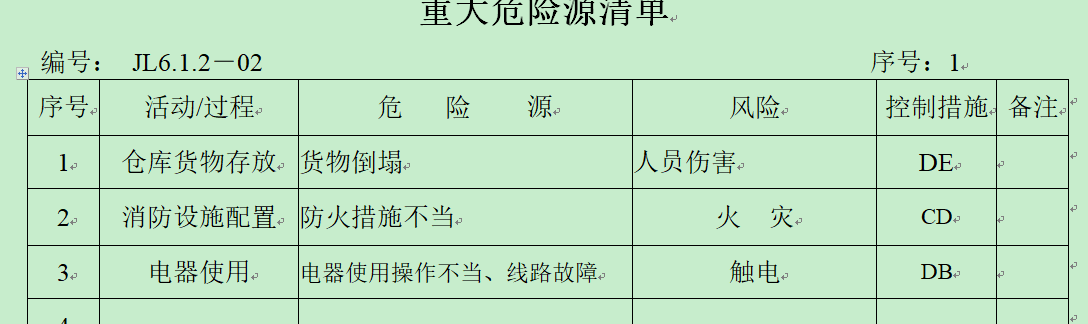 重大危险源清单
编号： JL6.1.2－02 序号：1
序号 活动/过程 危 险 源 风险 控制措施 备注
1 仓库货物存放 货物倒塌 人员伤害 DE
2 消防设施配置 防火措施不当 火 灾 CD
3 电器使用 电器使用操作不当、线路故障 触电 DB
4